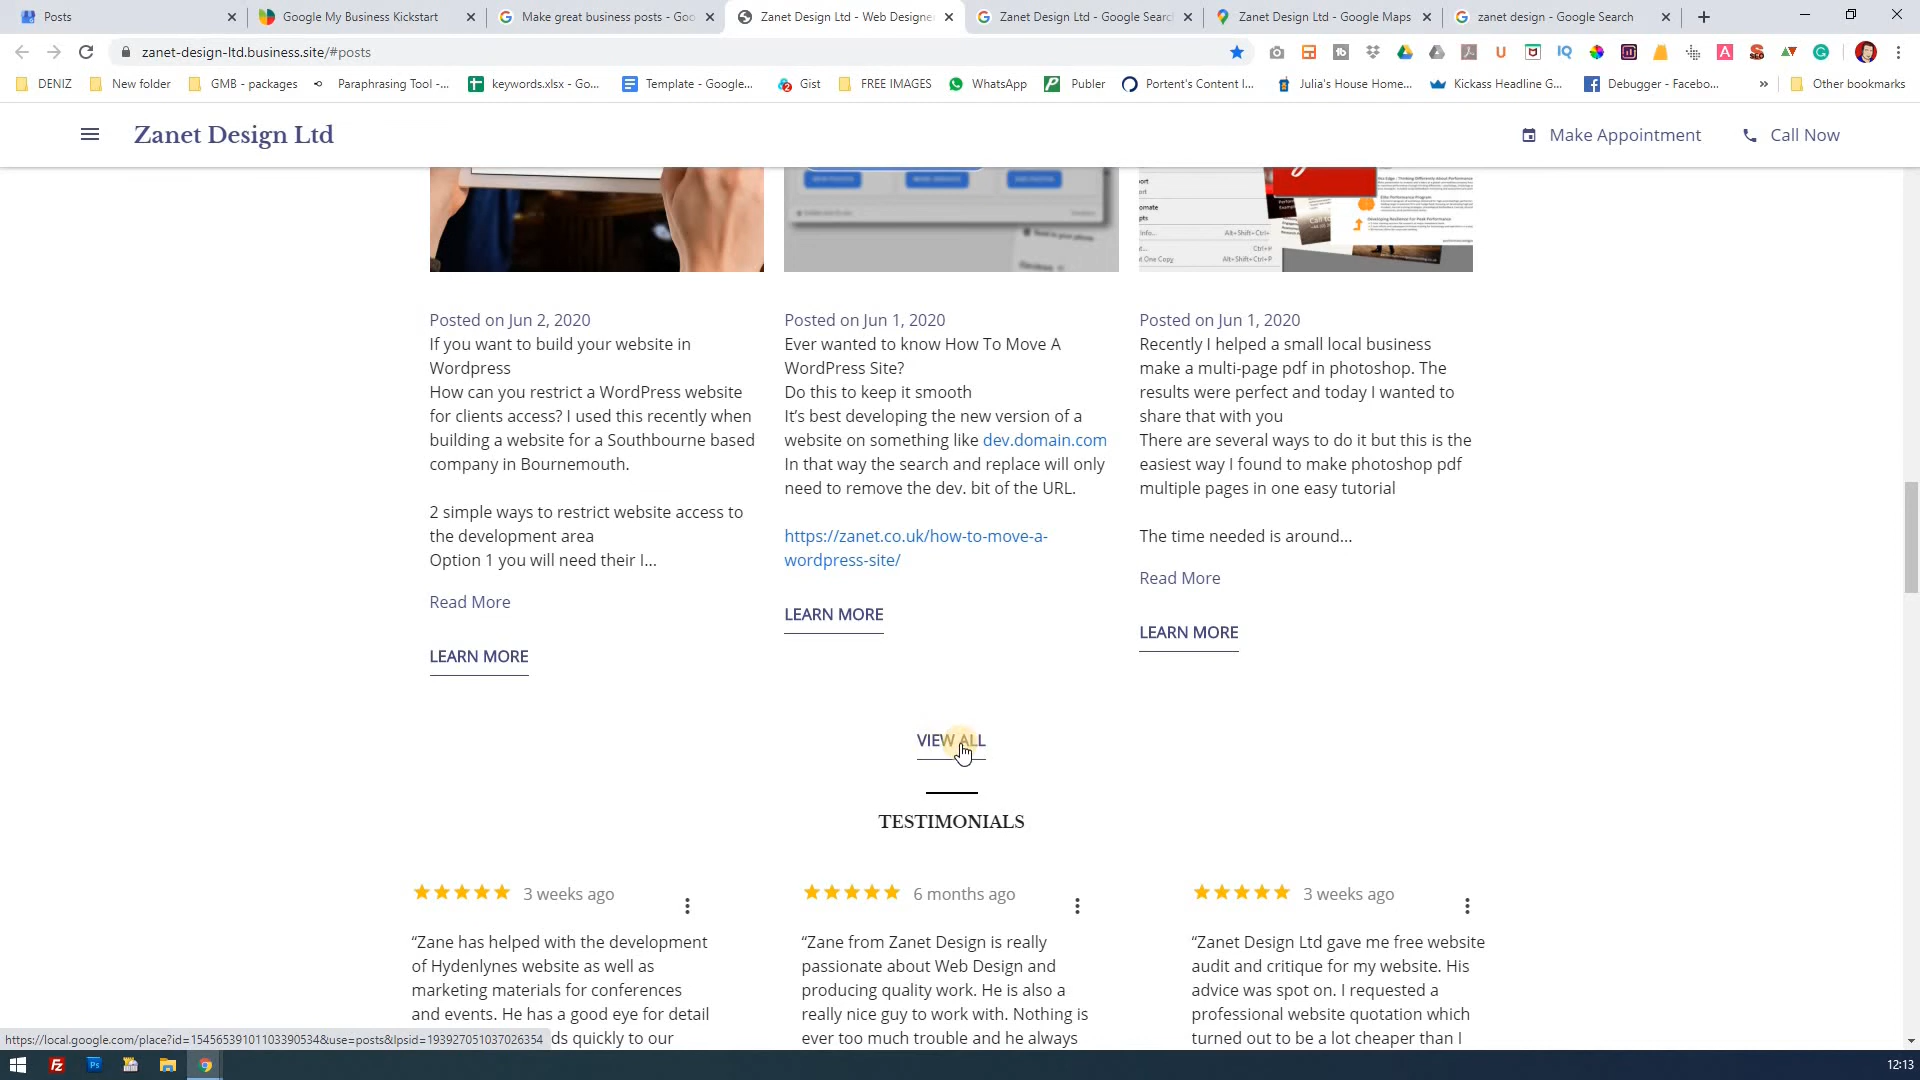 Posts
Google My Business Kickstart
Make great business posts - Goo
Zanet Design Ltd - Web Designer
Zanet Design Ltd - Google Search
Zanet Design Ltd - Google Maps
zanet design - Google Search
zanet-design-ltd.business.site/#posts
DENIZ
New folder
GMB - packages
Paraphrasing Tool -...
keywords.xlsx - Go...
Template - Google...
Gist
FREE IMAGES
WhatsApp
Publer
Portent's Content I...
Julia's House Home...
Kickass Headline G...
Debugger - Facebo...
»
Other bookmarks
Zanet Design Ltd
Make Appointment
Call Now
Posted on Jun 2, 2020
If you want to build your website in
Wordpress
How can you restrict a WordPress website
for clients access? I used this recently when
building a website for a Southbourne based
company in Bournemouth.
2 simple ways to restrict website access to
the development area
Option 1 you will need their I...
Read More
LEARN MORE
Posted on Jun 1, 2020
Ever wanted to know How To Move A
WordPress Site?
Do this to keep it smooth
It's best developing the new version of a
website on something like dev.domain.com
In that way the search and replace will only
need to remove the dev. bit of the URL.
https://zanet.co.uk/how-to-move-a-
wordpress-site/
LEARN MORE
Posted on Jun 1, 2020
Recently I helped a small local business
make a multi-page pdf in photoshop. The
results were perfect and today I wanted to
share that with you
There are several ways to do it but this is the
easiest way I found to make photoshop pdf
multiple pages in one easy tutorial
The time needed is around...
Read More
LEARN MORE
VIEW ALL
TESTIMONIALS
3 weeks ago
“Zane has helped with the development
of Hydenlynes website as well as
marketing materials for conferences
and events. He has a good eye for detail
ds quickly to our
6 months ago
“Zane from Zanet Design is really
passionate about Web Design and
producing quality work. He is also a
really nice guy to work with. Nothing is
ever too much trouble and he always
3 weeks ago
“Zanet Design Ltd gave me free website
audit and critique for my website. His
advice was spot on. I requested a
professional website quotation which
turned out to be a lot cheaper than I
https://local.google.com/place?id=15456539101103390534&use=posts&lpsid=193927051037026354
12:13